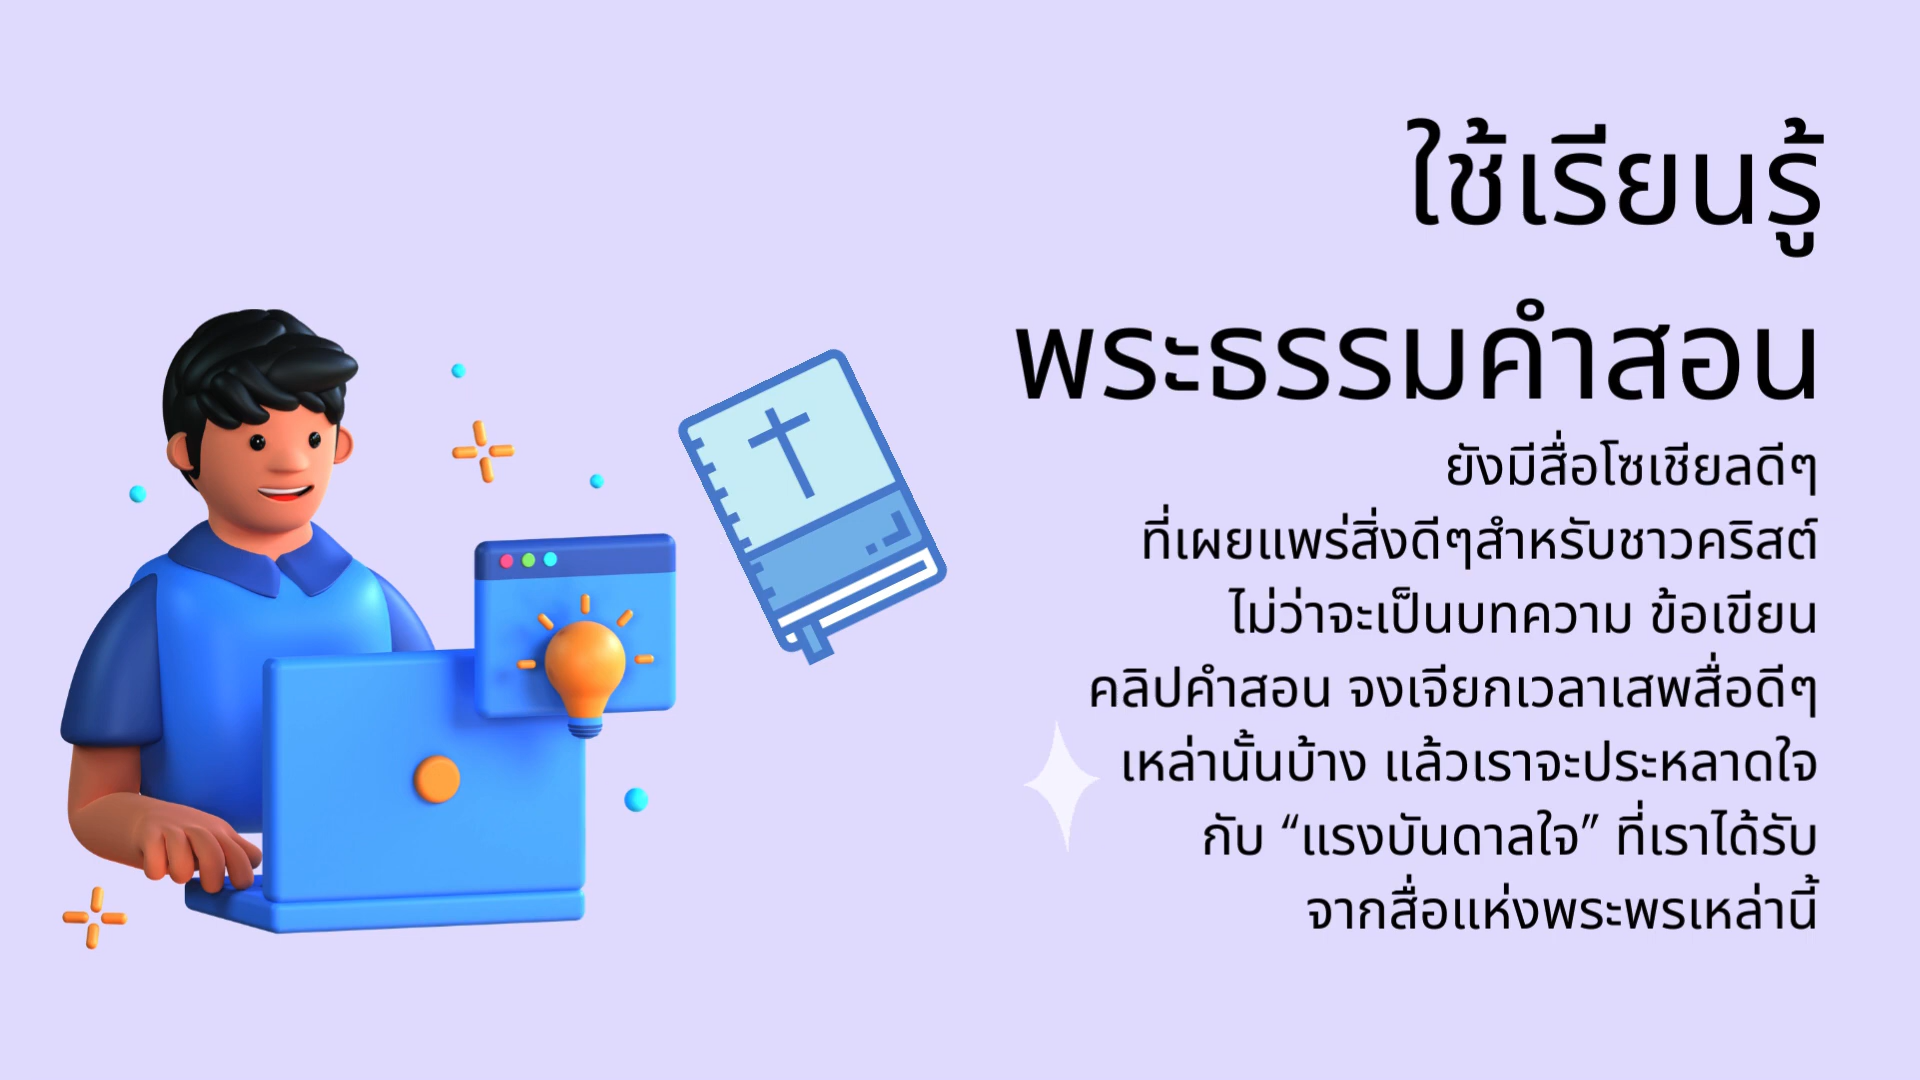 ใช้เรียนรู้
พระธรรมคำสอน
ยังมีสื่อโซเชียลดีๆ
ที่เผยแพร่สิ่งดีๆสำหรับชาวคริสต์
ไม่ว่าจะเป็นบทความ ข้อเขียน
คลิปคำสอน จงเจียกเวลาเสพสื่อดีๆ
เหล่านั้นบ้าง แล้วเราจะประหลาดใจ
กับ “แรงบันดาลใจ” ที่เราได้รับ
จากสื่อแห่งพระพรเหล่านี้